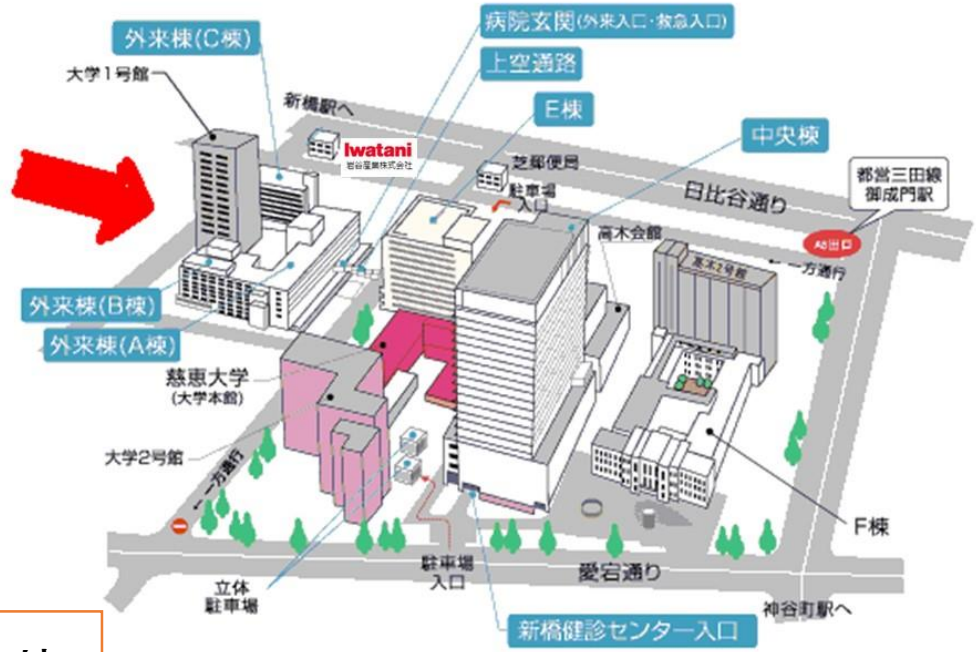 病院玄関(外来入口・救急入口)
外来棟(C棟)
上空通路
大学1号館
新橋駅へ
E棟
Iwatani
岩谷産業株式会社
中央棟
芝郵便局
駐車場
入口
日比谷通り
都営三田線
御成門駅
A5出口
高木会館
高木2号館
←一方通行
外来棟(B棟)
外来棟(A棟)
慈恵大学
(大学本館)
大学2号館
←一方通行
F棟
立体
駐車場
駐車場
入口
愛宕通り
神谷町駅へ
新橋健診センター入口